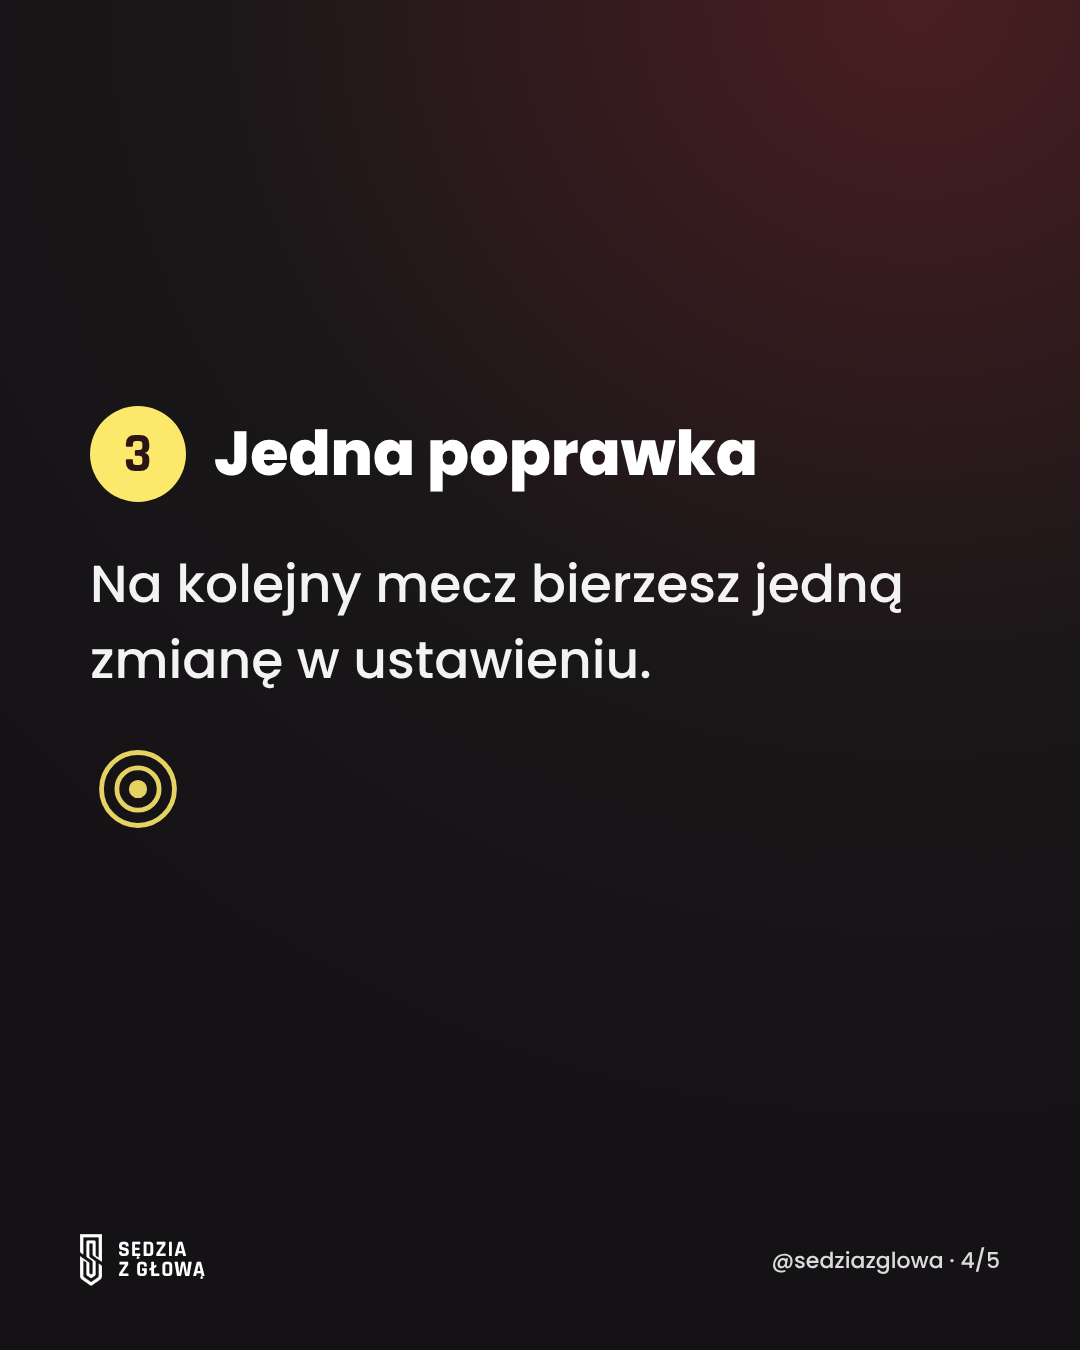 3 Jedna poprawka
Na kolejny mecz bierzesz jedną
zmianę w ustawieniu.
SĘDZIA
Z GŁOWĄ
@sedziazglowa · 4/5